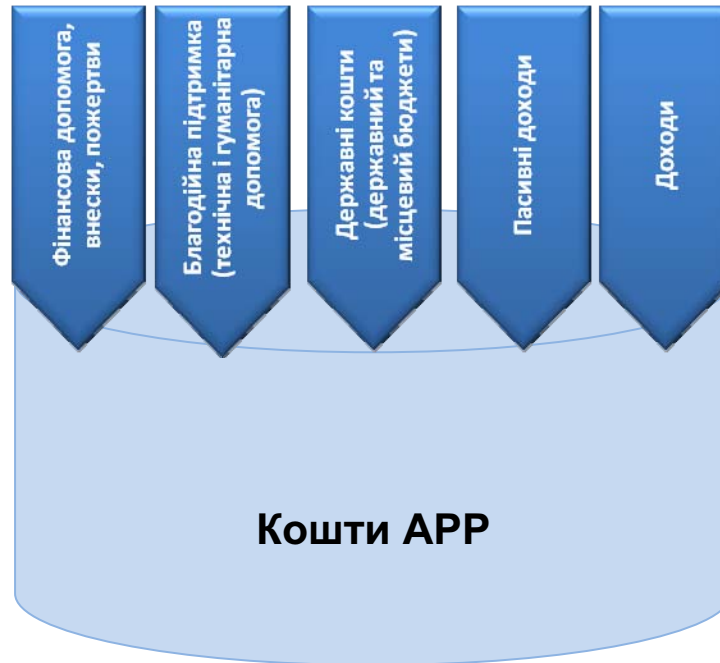 Фінансова допомога,
внески, пожертви
Благодійна підтримка
(технічна і гуманітарна
допомога)
Державні кошти
(державний та
місцевий бюджети)
Пасивні доходи
Доходи
Кошти АРР